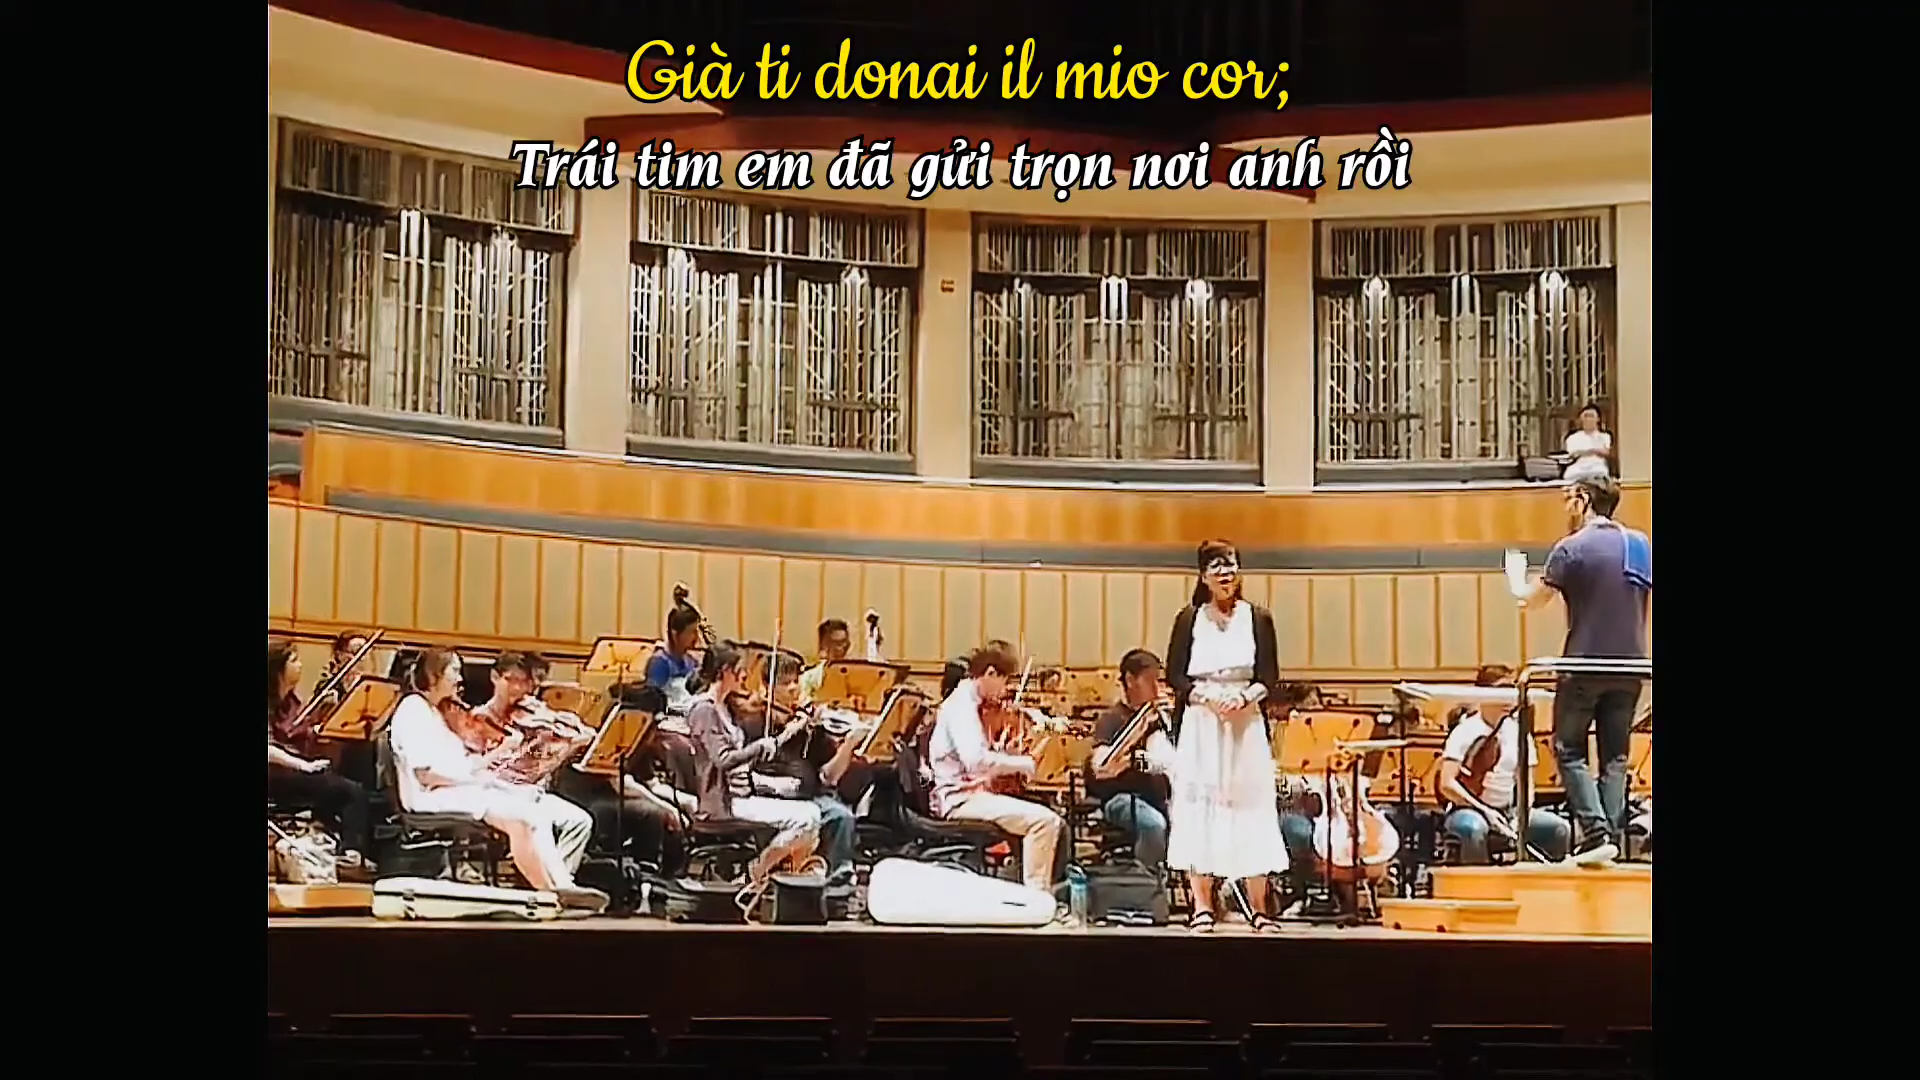 Già ti donai il mio cor;
Trái tim em đã gửi trọn nơi anh rồi